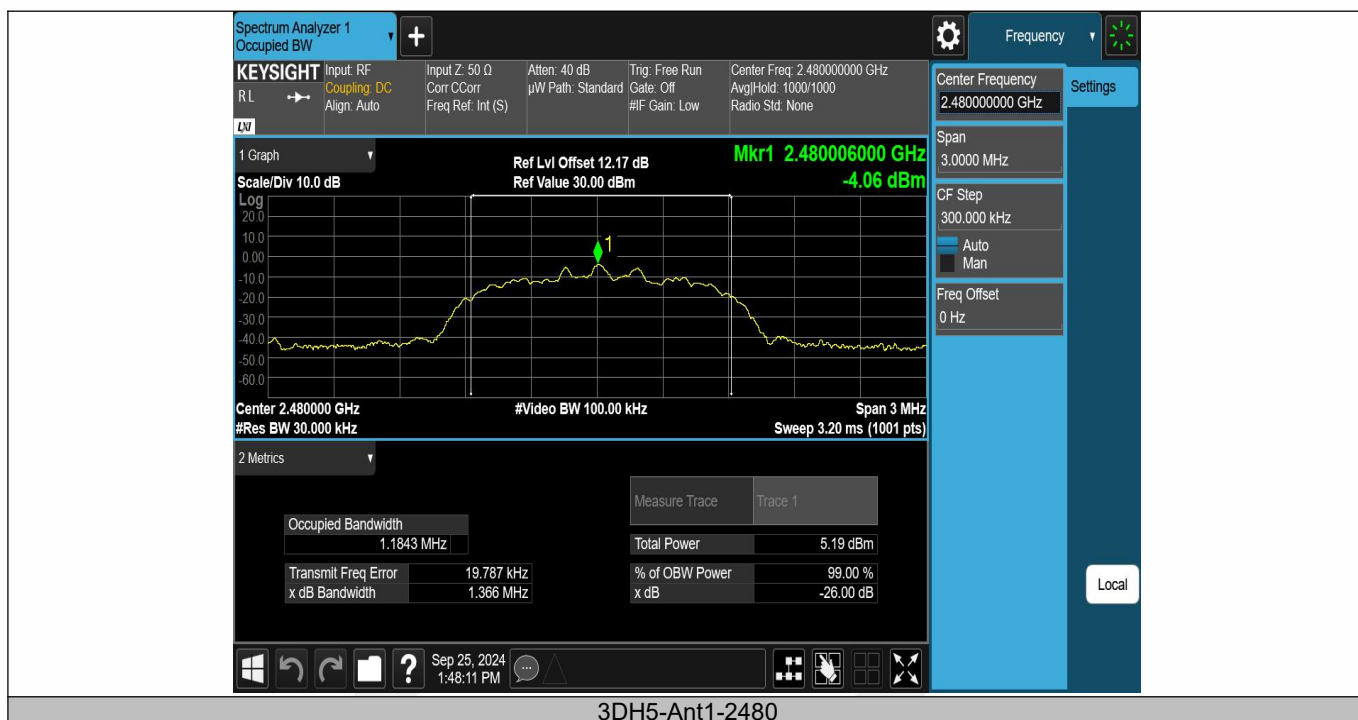 Spectrum Analyzer 1
Occupied BW
+
Frequency
KEYSIGHT
R L
LXI
Input: RF
Coupling: DC
Align: Auto
Input Z: 50 Ω
Corr CCorr
Freq Ref: Int (S)
Atten: 40 dB
µW Path: Standard
Trig: Free Run
Gate: Off
#IF Gain: Low
Center Freq: 2.480000000 GHz
Avg|Hold: 1000/1000
Radio Std: None
Center Frequency
2.480000000 GHz
Settings
Span
3.0000 MHz
CF Step
300.000 kHz
Auto
Man
Freq Offset
0 Hz
Local
1 Graph
Scale/Div 10.0 dB
Ref Lvl Offset 12.17 dB
Ref Value 30.00 dBm
Mkr1 2.480006000 GHz
-4.06 dBm
Log
20.0
10.0
0.00
-10.0
-20.0
-30.0
-40.0
-50.0
-60.0
1
Center 2.480000 GHz
#Video BW 100.00 kHz
Span 3 MHz
#Res BW 30.000 kHz
Sweep 3.20 ms (1001 pts)
2 Metrics
Measure Trace
Trace 1
Occupied Bandwidth
1.1843 MHz
Total Power
5.19 dBm
Transmit Freq Error
19.787 kHz
% of OBW Power
99.00 %
x dB Bandwidth
1.366 MHz
x dB
-26.00 dB
?
Sep 25, 2024
1:48:11 PM
3DH5-Ant1-2480